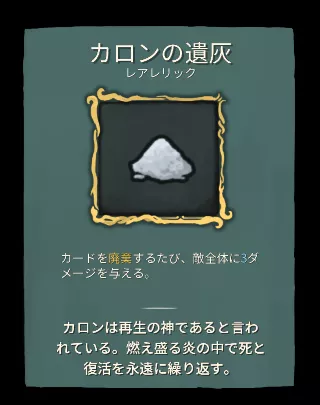 カロンの遺灰
レアレリック
カードを廃棄するたび、敵全体に3ダ
メージを与える。
カロンは再生の神であると言わ
れている。燃え盛る炎の中で死と
復活を永遠に繰り返す。